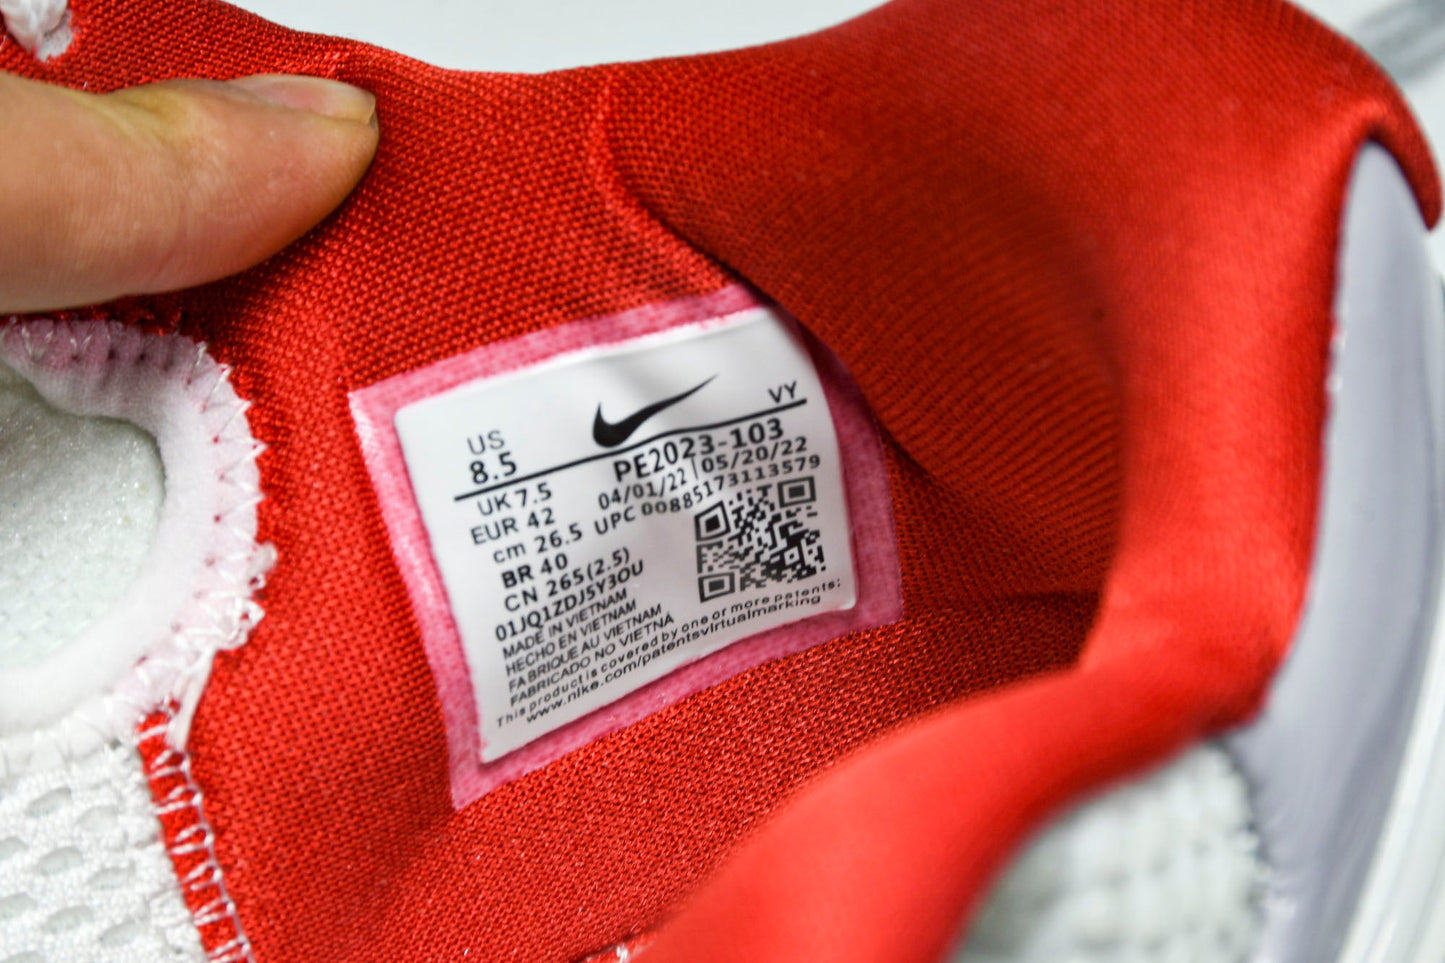 US
8.5
VY
UK 7.5
PE2023-103
EUR 42
04/01/22 05/20/22
cm 26.5
UPC 00885173113579
BR 40
CN 265(2.5)
01JQ1ZDJ5Y3OU
MADE IN VIETNAM
HECHO EN VIETNAM
FABRIQUE AU VIETNAM
FABRICADO NO VIETNÃ
This product is covered by one or more patents:
www.nike.com/patentsvirtualmarking